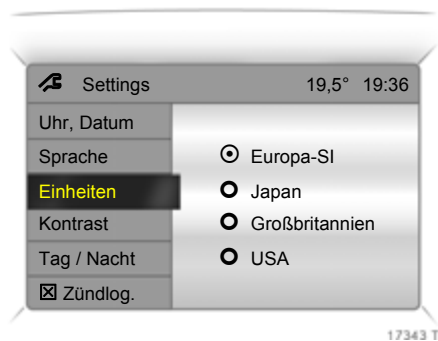 Settings 19,5° 19:36
Uhr, Datum
Sprache
Einheiten
Kontrast
Tag / Nacht
Zündlog.
Europa-SI
Japan
Großbritannien
USA
17343 T